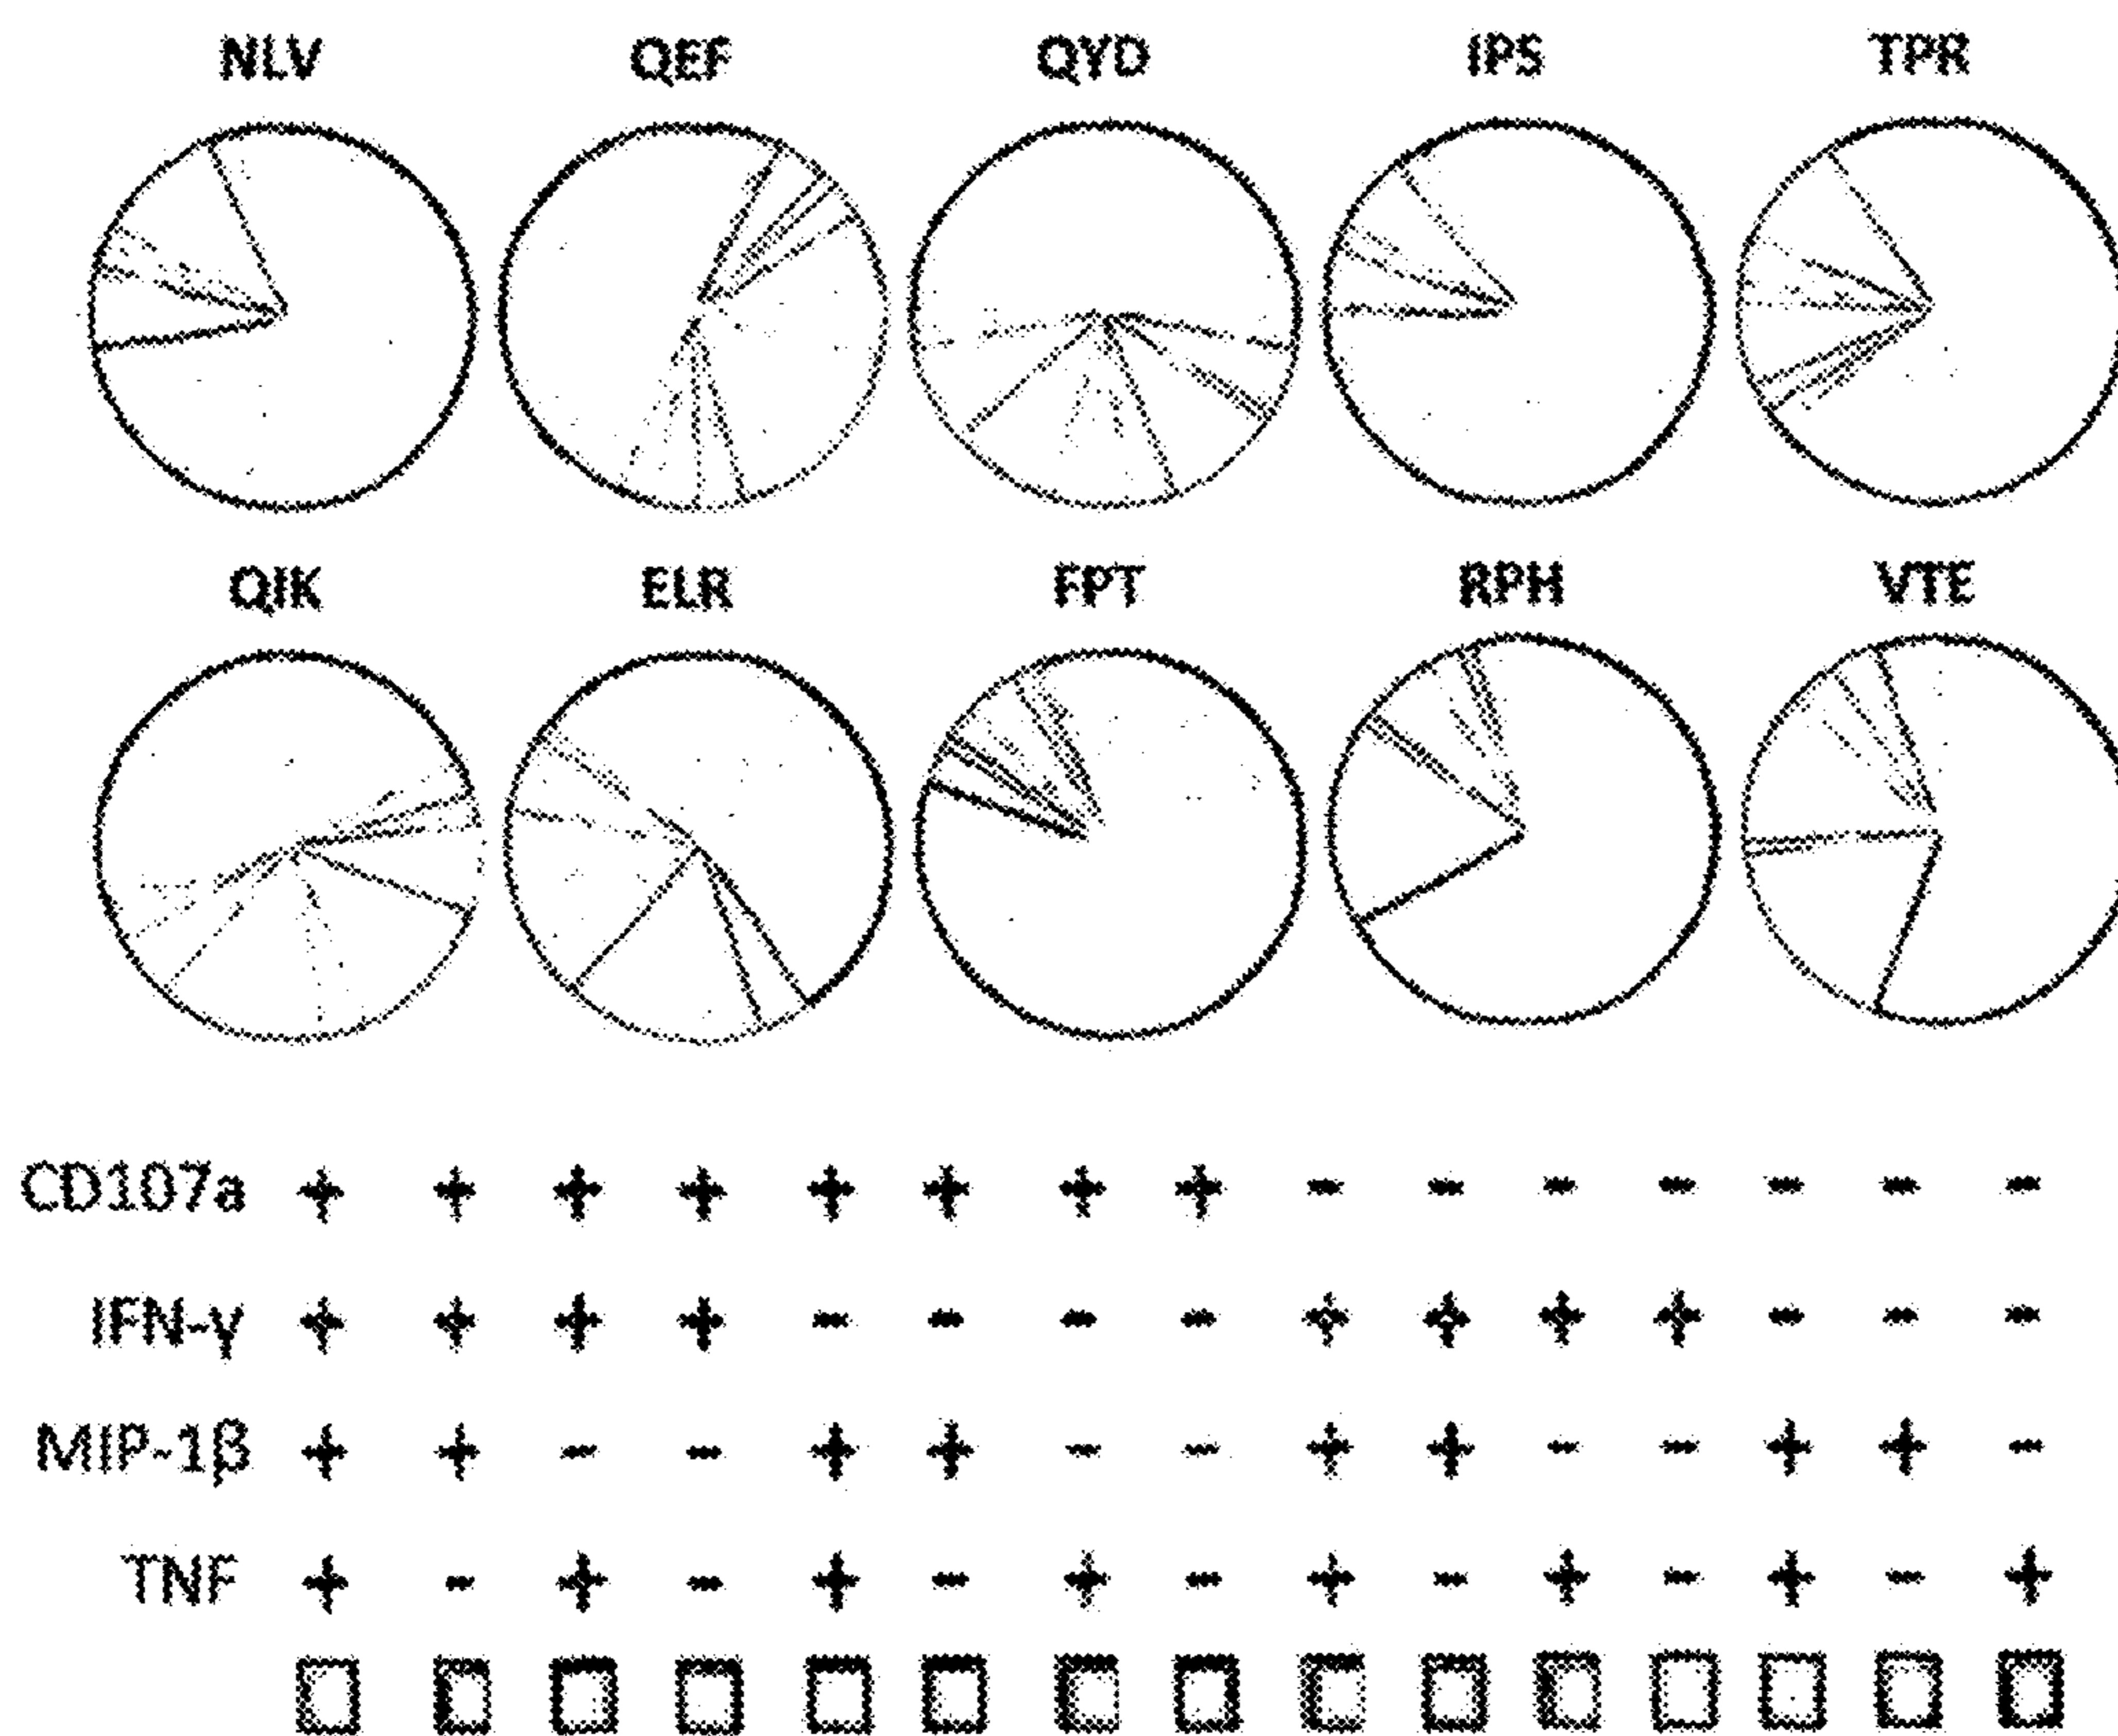 NLV QEF QYD IPS TPR
QIK ELR FPT RPH VTE
CD107a + + + + + + + + - - - - - - -
IFN-γ + + + + - - - - + + + + - - -
MIP-1β + + - - + + - - + + - - + + -
TNF + - + - + - + - + - + - + - +